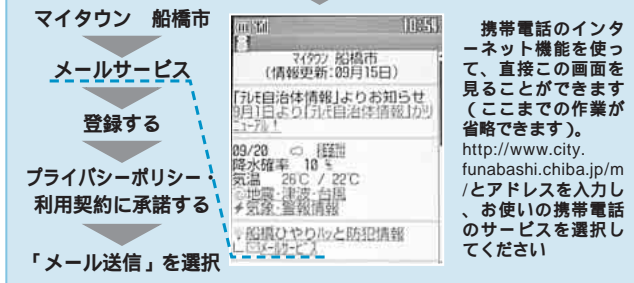 マイタウン 船橋市
メールサービス
登録する
プライバシーポリシー・
利用契約に承諾する
「メール送信」を選択
10:54
マイタウン 船橋市
(情報更新:09月15日)
「テレモ自治体情報」よりお知らせ
9月1日より「テレモ自治体情報」がリ
ニューアル!
09/20
降水確率 10 %
気温 26℃ / 22℃
地震・津波・台風
気象・警報情報
船橋ひやりハッと防犯情報
メールサービス
携帯電話のインタ
ーネット機能を使っ
て、直接この画面を
見ることができます
(ここまでの作業が
省略できます)。
http://www.city.
funabashi.chiba.jp/m
/とアドレスを入力し
、お使いの携帯電話
のサービスを選択し
てください